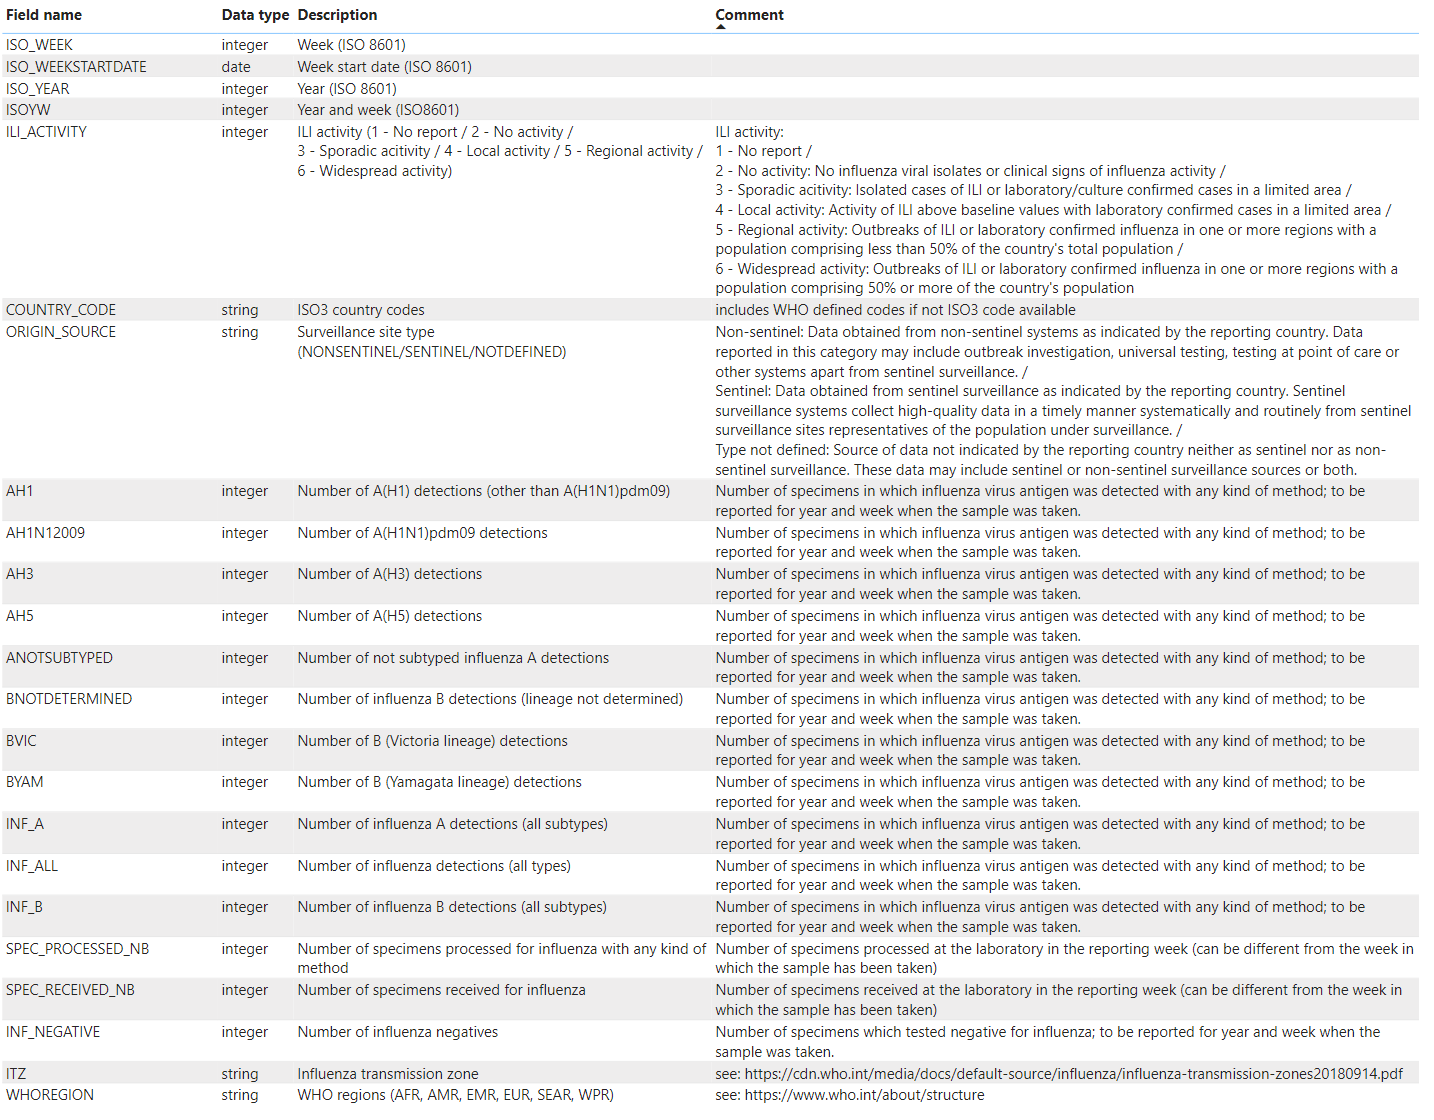 Field name Data type Description Comment
ISO_WEEK integer Week (ISO 8601)
ISO_WEEKSTARTDATE date Week start date (ISO 8601)
ISO_YEAR integer Year (ISO 8601)
ISOYW integer Year and week (ISO8601)
ILI_ACTIVITY integer ILI activity (1 - No report / 2 - No activity / ILI activity:
3 - Sporadic acitivity / 4 - Local activity / 5 - Regional activity / 1 - No report /
6 - Widespread activity) 2 - No activity: No influenza viral isolates or clinical signs of influenza activity /
3 - Sporadic acitivity: Isolated cases of ILI or laboratory/culture confirmed cases in a limited area /
4 - Local activity: Activity of ILI above baseline values with laboratory confirmed cases in a limited area /
5 - Regional activity: Outbreaks of ILI or laboratory confirmed influenza in one or more regions with a
population comprising less than 50% of the country's total population /
6 - Widespread activity: Outbreaks of ILI or laboratory confirmed influenza in one or more regions with a
population comprising 50% or more of the country's population
COUNTRY_CODE string ISO3 country codes includes WHO defined codes if not ISO3 code available
ORIGIN_SOURCE string Surveillance site type Non-sentinel: Data obtained from non-sentinel systems as indicated by the reporting country. Data
(NONSENTINEL/SENTINEL/NOTDEFINED) reported in this category may include outbreak investigation, universal testing, testing at point of care or
other systems apart from sentinel surveillance. /
Sentinel: Data obtained from sentinel surveillance as indicated by the reporting country. Sentinel
surveillance systems collect high-quality data in a timely manner systematically and routinely from sentinel
surveillance sites representatives of the population under surveillance. /
Type not defined: Source of data not indicated by the reporting country neither as sentinel nor as non-
sentinel surveillance. These data may include sentinel or non-sentinel surveillance sources or both.
AH1 integer Number of A(H1) detections (other than A(H1N1)pdm09) Number of specimens in which influenza virus antigen was detected with any kind of method; to be
reported for year and week when the sample was taken.
AH1N12009 integer Number of A(H1N1)pdm09 detections Number of specimens in which influenza virus antigen was detected with any kind of method; to be
reported for year and week when the sample was taken.
AH3 integer Number of A(H3) detections Number of specimens in which influenza virus antigen was detected with any kind of method; to be
reported for year and week when the sample was taken.
AH5 integer Number of A(H5) detections Number of specimens in which influenza virus antigen was detected with any kind of method; to be
reported for year and week when the sample was taken.
ANOTSUBTYPED integer Number of not subtyped influenza A detections Number of specimens in which influenza virus antigen was detected with any kind of method; to be
reported for year and week when the sample was taken.
BNOTDETERMINED integer Number of influenza B detections (lineage not determined) Number of specimens in which influenza virus antigen was detected with any kind of method; to be
reported for year and week when the sample was taken.
BVIC integer Number of B (Victoria lineage) detections Number of specimens in which influenza virus antigen was detected with any kind of method; to be
reported for year and week when the sample was taken.
BYAM integer Number of B (Yamagata lineage) detections Number of specimens in which influenza virus antigen was detected with any kind of method; to be
reported for year and week when the sample was taken.
INF_A integer Number of influenza A detections (all subtypes) Number of specimens in which influenza virus antigen was detected with any kind of method; to be
reported for year and week when the sample was taken.
INF_ALL integer Number of influenza detections (all types) Number of specimens in which influenza virus antigen was detected with any kind of method; to be
reported for year and week when the sample was taken.
INF_B integer Number of influenza B detections (all subtypes) Number of specimens in which influenza virus antigen was detected with any kind of method; to be
reported for year and week when the sample was taken.
SPEC_PROCESSED_NB integer Number of specimens processed for influenza with any kind of Number of specimens processed at the laboratory in the reporting week (can be different from the week in
method which the sample has been taken)
SPEC_RECEIVED_NB integer Number of specimens received for influenza Number of specimens received at the laboratory in the reporting week (can be different from the week in
which the sample has been taken)
INF_NEGATIVE integer Number of influenza negatives Number of specimens which tested negative for influenza; to be reported for year and week when the
sample was taken.
ITZ string Influenza transmission zone see: https://cdn.who.int/media/docs/default-source/influenza/influenza-transmission-zones20180914.pdf
WHOREGION string WHO regions (AFR, AMR, EMR, EUR, SEAR, WPR) see: https://www.who.int/about/structure